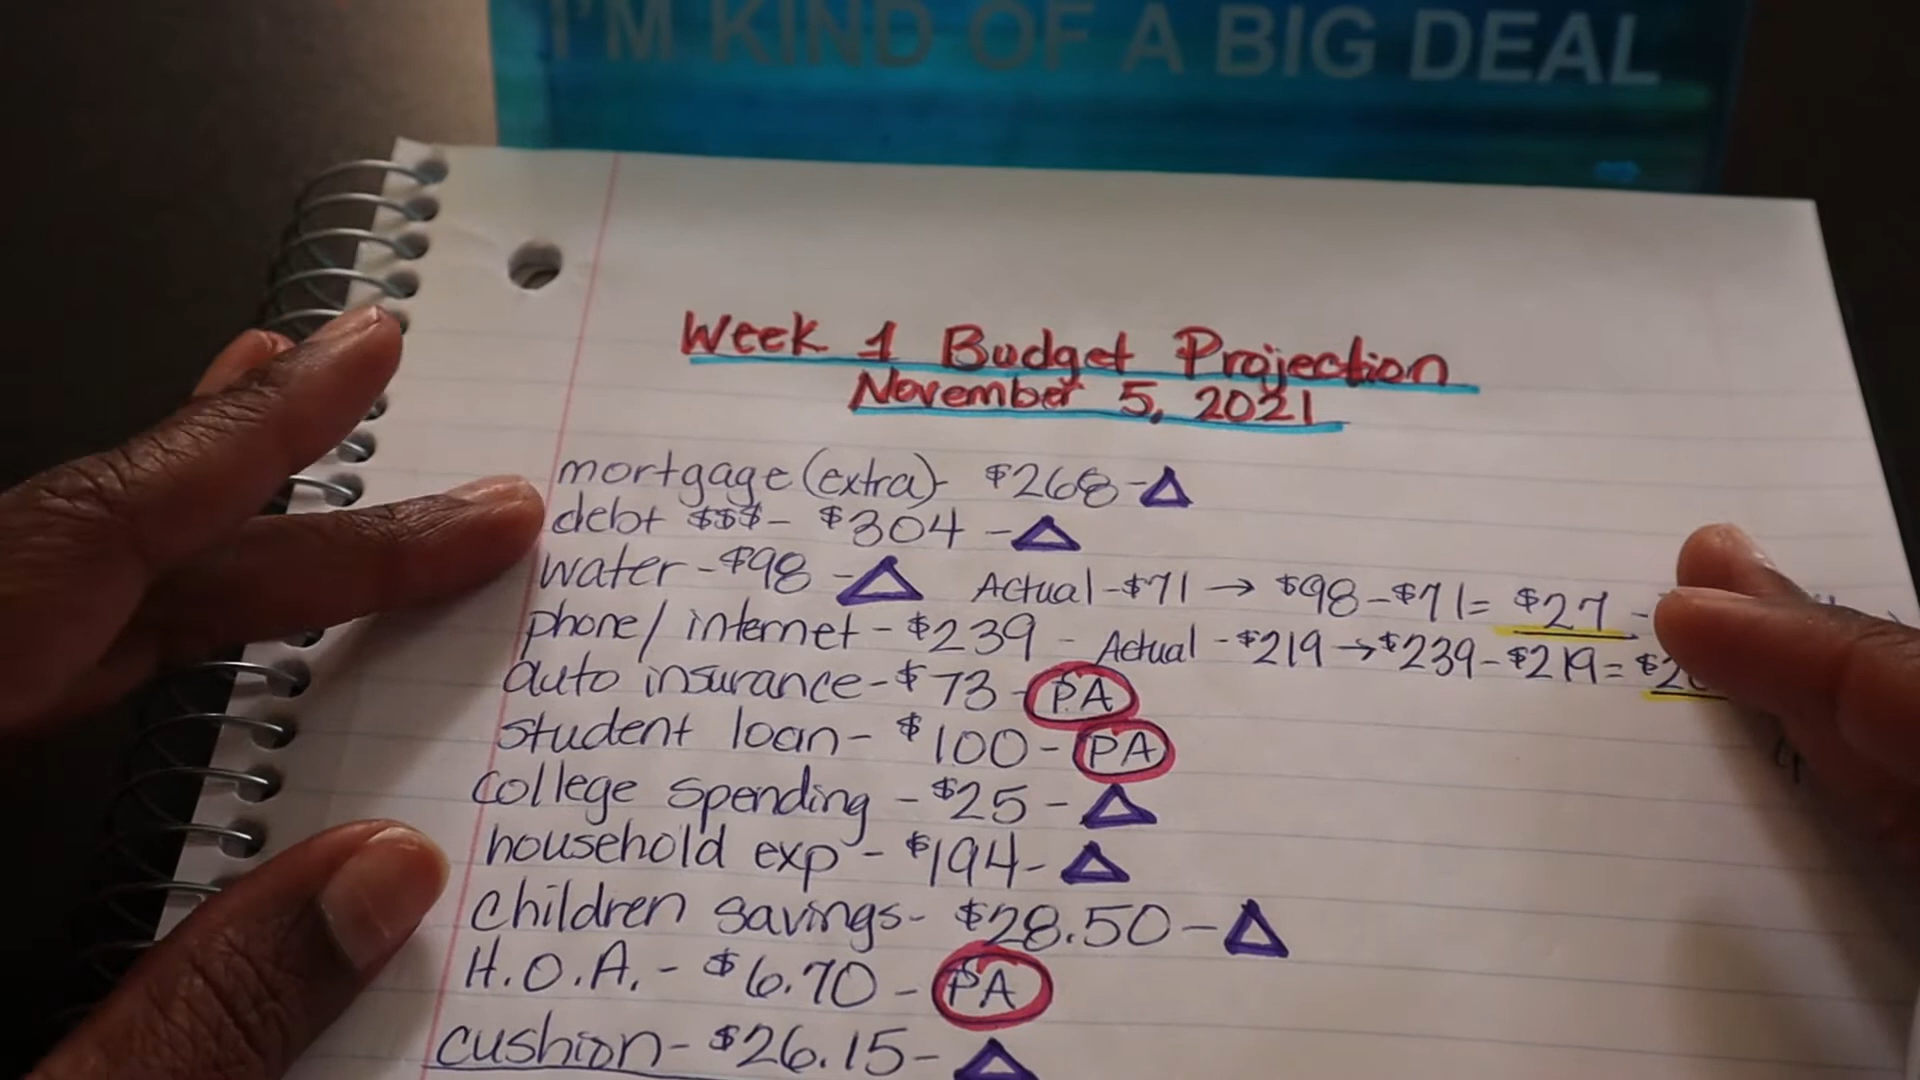 I'M KIND OF A BIG DEAL
Week 1 Budget Projection
November 5, 2021
mortgage (extra) - $268 - △
debt $$$ - $304 - △
water - $98 - △ Actual - $71 → $98 - $71 = $27 -
phone/ internet - $239 - Actual - $219 → $239 - $219 =
auto insurance - $73 - PA
student loan - $100 - PA
college spending - $25 - △
household exp - $194 - △
children savings - $28.50 - △
H.O.A. - $6.70 - PA
cushion - $26.15 - △